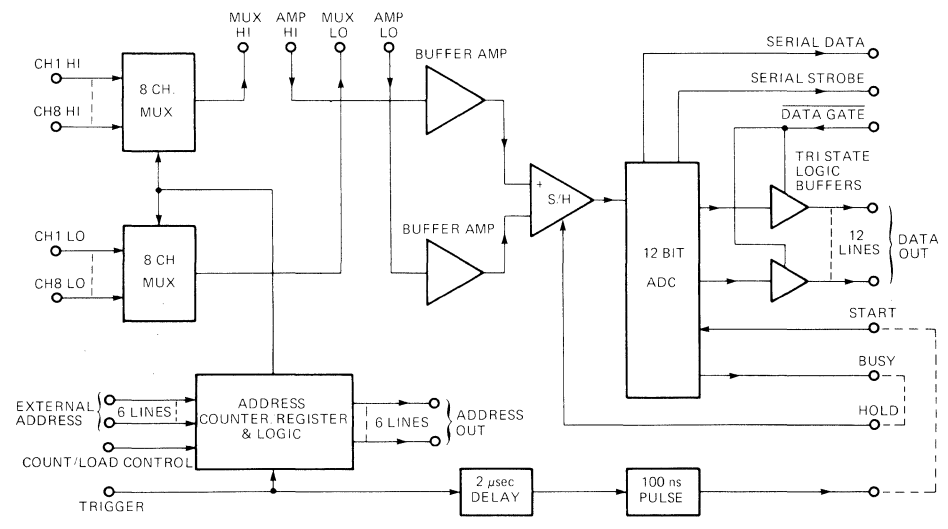 MUX HI
AMP HI
MUX LO
AMP LO
BUFFER AMP
SERIAL DATA
CH1 HI
8 CH. MUX
SERIAL STROBE
CH8 HI
DATA GATE
TRI STATE LOGIC BUFFERS
+
S/H
BUFFER AMP
CH1 LO
8 CH MUX
12 BIT ADC
12 LINES
DATA OUT
CH8 LO
START
BUSY
EXTERNAL ADDRESS
6 LINES
ADDRESS COUNTER, REGISTER & LOGIC
6 LINES
ADDRESS OUT
HOLD
COUNT/LOAD CONTROL
TRIGGER
2 μsec DELAY
100 ns PULSE